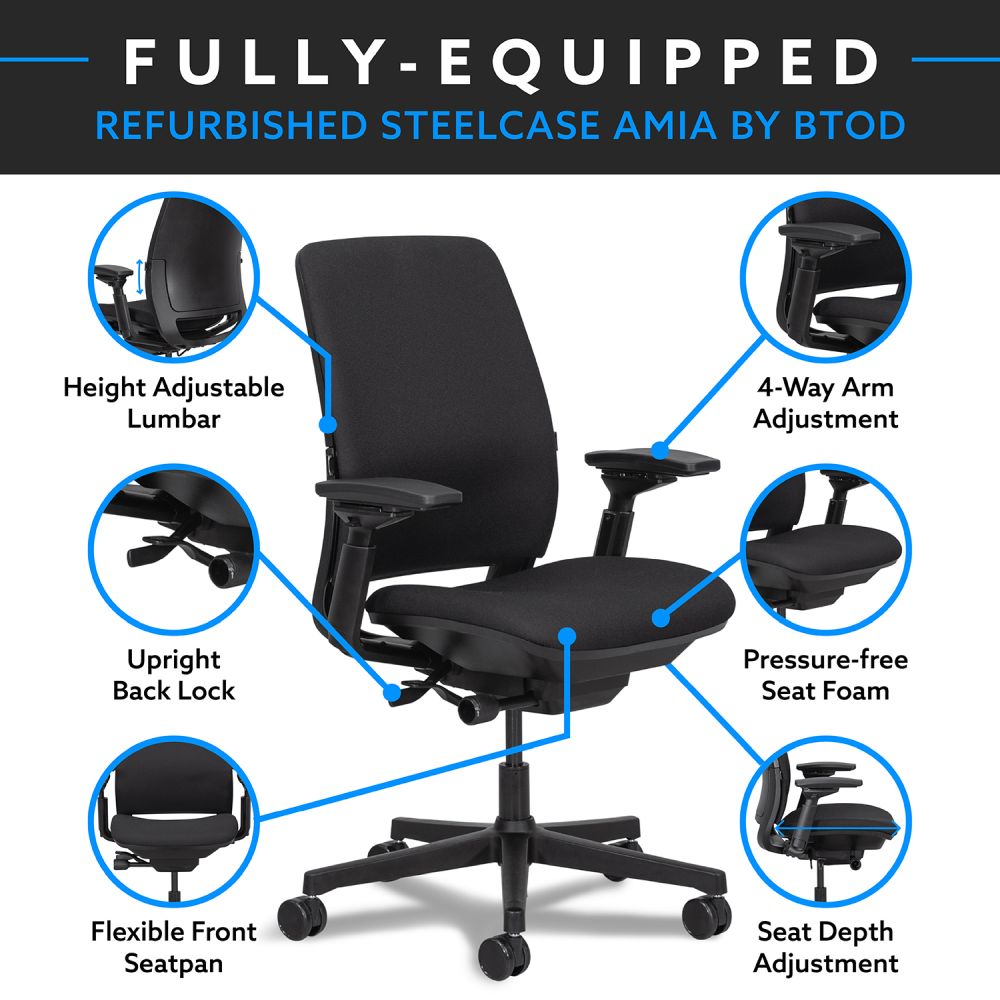 FULLY-EQUIPPED
REFURBISHED STEELCASE AMIA BY BTOD
Height Adjustable
Lumbar
4-Way Arm
Adjustment
Upright
Back Lock
Pressure-free
Seat Foam
Flexible Front
Seatpan
Seat Depth
Adjustment